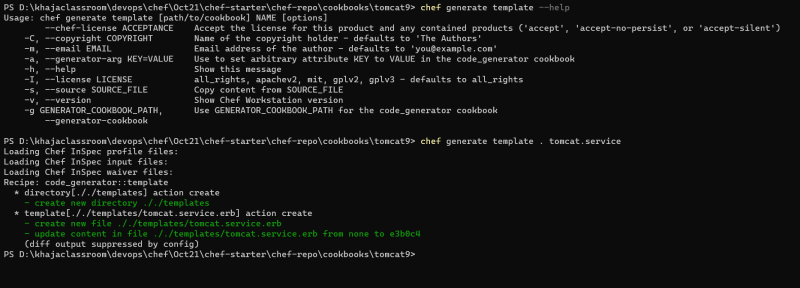 PS D:\khajaclassroom\devops\chef\Oct21\chef-starter\chef-repo\cookbooks\tomcat9> chef generate template --help
Usage: chef generate template [path/to/cookbook] NAME [options]
        --chef-license ACCEPTANCE    Accept the license for this product and any contained products ('accept', 'accept-no-persist', or 'accept-silent')
    -C, --copyright COPYRIGHT        Name of the copyright holder - defaults to 'The Authors'
    -m, --email EMAIL                Email address of the author - defaults to 'you@example.com'
    -a, --generator-arg KEY=VALUE    Use to set arbitrary attribute KEY to VALUE in the code_generator cookbook
    -h, --help                       Show this message
    -I, --license LICENSE            all_rights, apachev2, mit, gplv2, gplv3 - defaults to all_rights
    -s, --source SOURCE_FILE         Copy content from SOURCE_FILE
    -v, --version                    Show Chef Workstation version
    -g GENERATOR_COOKBOOK_PATH,      Use GENERATOR_COOKBOOK_PATH for the code_generator cookbook
        --generator-cookbook
PS D:\khajaclassroom\devops\chef\Oct21\chef-starter\chef-repo\cookbooks\tomcat9> chef generate template . tomcat.service
Loading Chef InSpec profile files:
Loading Chef InSpec input files:
Loading Chef InSpec waiver files:
Recipe: code_generator::template
  * directory[././templates] action create
    - create new directory ././templates
  * template[././templates/tomcat.service.erb] action create
    - create new file ././templates/tomcat.service.erb
    - update content in file ././templates/tomcat.service.erb from none to e3b0c4
    (diff output suppressed by config)
PS D:\khajaclassroom\devops\chef\Oct21\chef-starter\chef-repo\cookbooks\tomcat9>